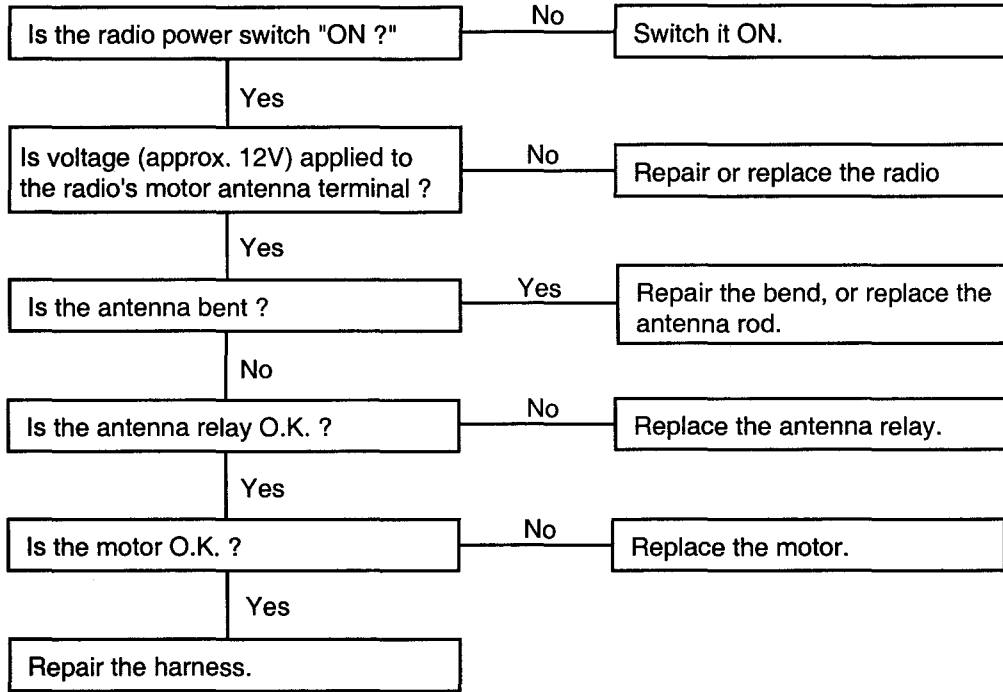 Is the radio power switch "ON ?"
No
Switch it ON.
Yes
Is voltage (approx. 12V) applied to
the radio's motor antenna terminal ?
No
Repair or replace the radio
Yes
Is the antenna bent ?
Yes
Repair the bend, or replace the
antenna rod.
No
Is the antenna relay O.K. ?
No
Replace the antenna relay.
Yes
Is the motor O.K. ?
No
Replace the motor.
Yes
Repair the harness.